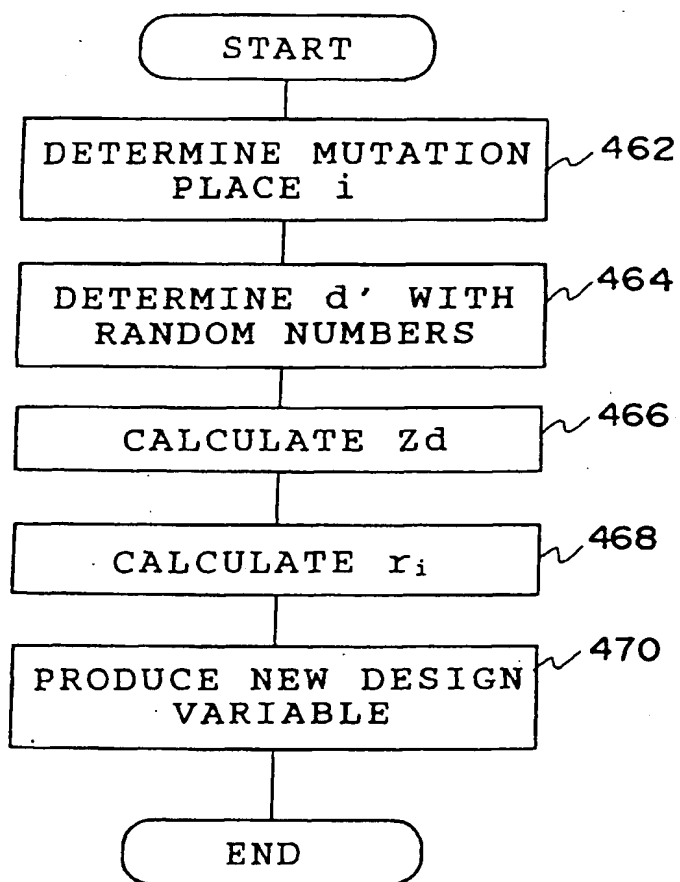 START
DETERMINE MUTATION
PLACE i
462
DETERMINE d' WITH
RANDOM NUMBERS
464
CALCULATE Zd
466
CALCULATE ri
468
PRODUCE NEW DESIGN
VARIABLE
470
END